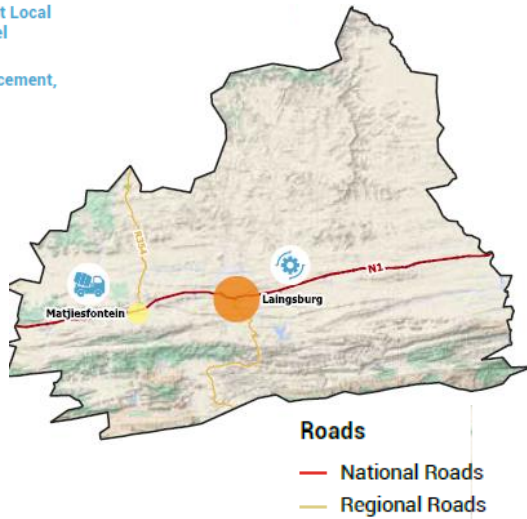 t Local
el
cement,
R354
N1
Laingsburg
Matjiesfontein
Roads
National Roads
Regional Roads